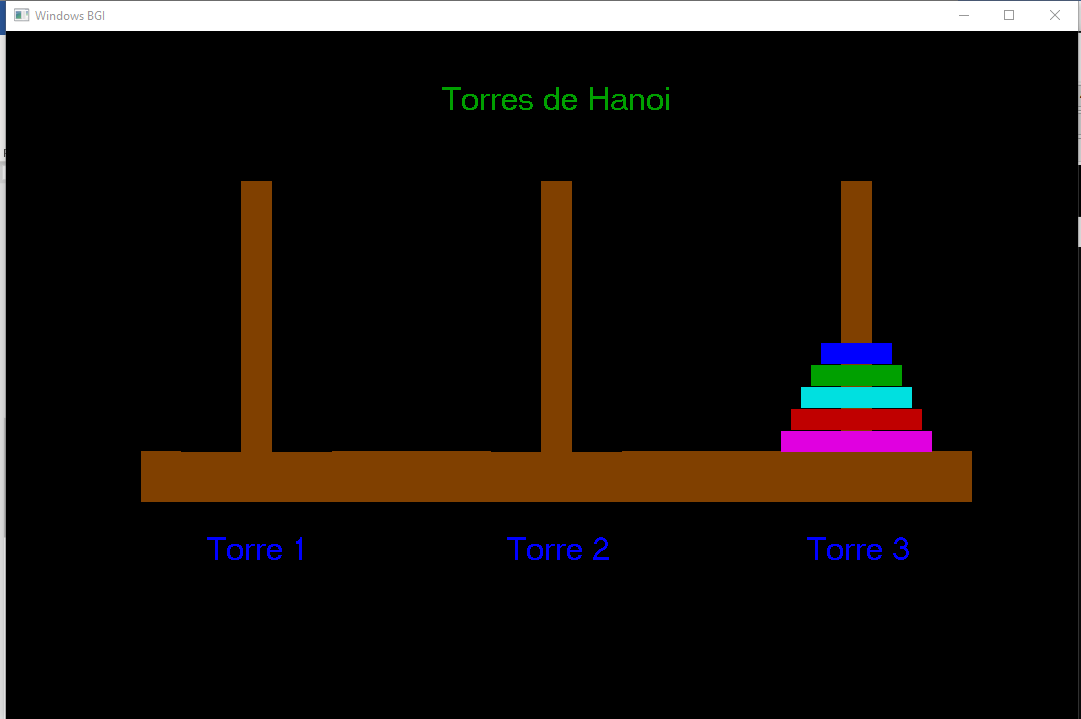 Windows BGI
Torres de Hanoi
Torre 1
Torre 2
Torre 3